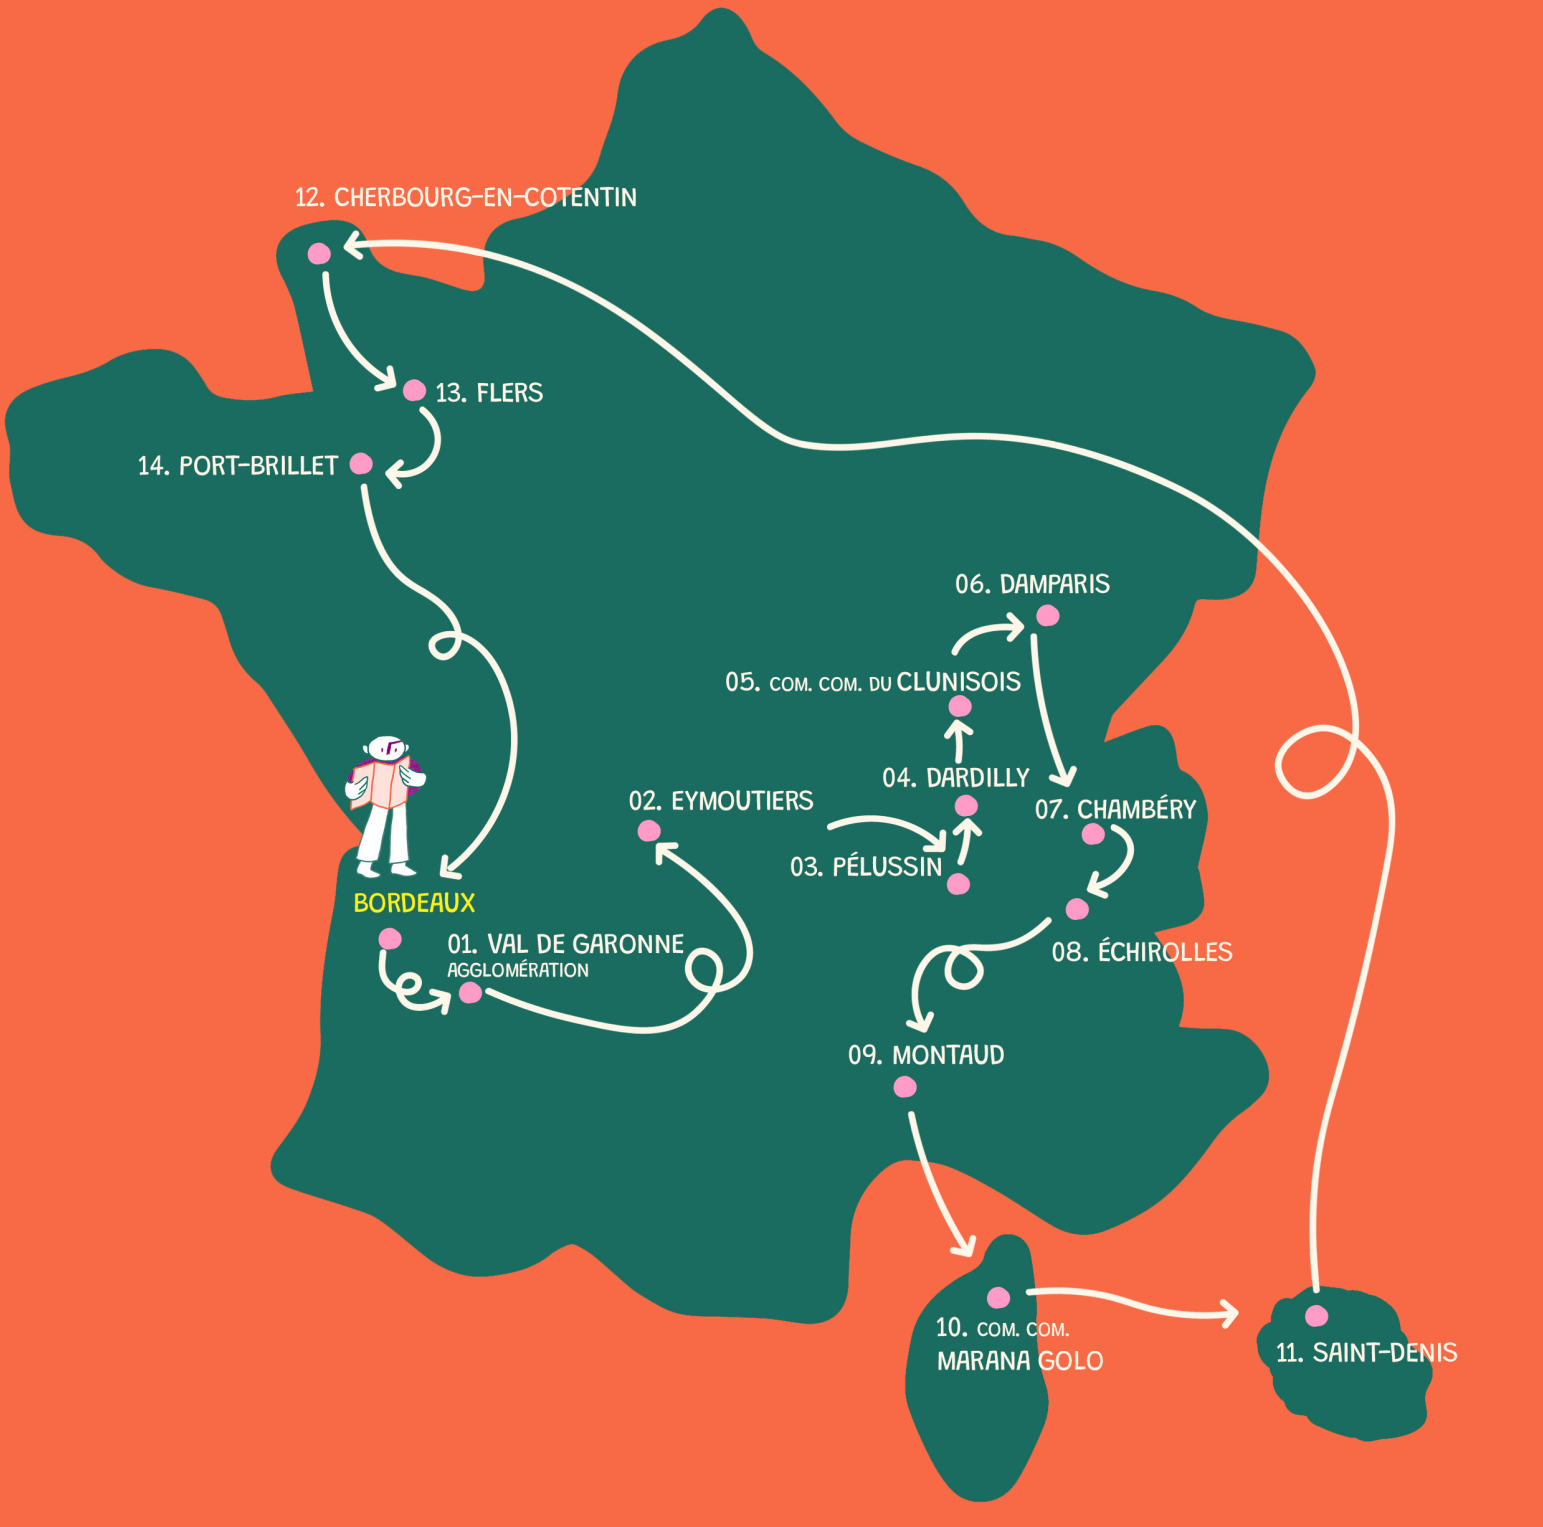 12. CHERBOURG-EN-COTENTIN
13. FLERS
14. PORT-BRILLET
06. DAMPARIS
05. COM. COM. DU CLUNISOIS
04. DARDILLY
02. EYMOUTIERS
07. CHAMBÉRY
03. PÉLUSSIN
BORDEAUX
01. VAL DE GARONNE
AGGLOMÉRATION
08. ÉCHIROLLES
09. MONTAUD
10. COM. COM.
MARANA GOLO
11. SAINT-DENIS